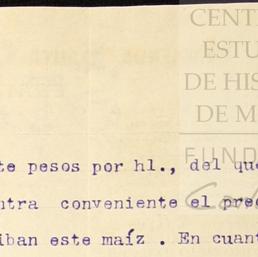 CENT
ESTU
DE HIS
DE M
FUND
te pesos por hl., del que
ntra conveniente el prec
iban este maíz . En cuant